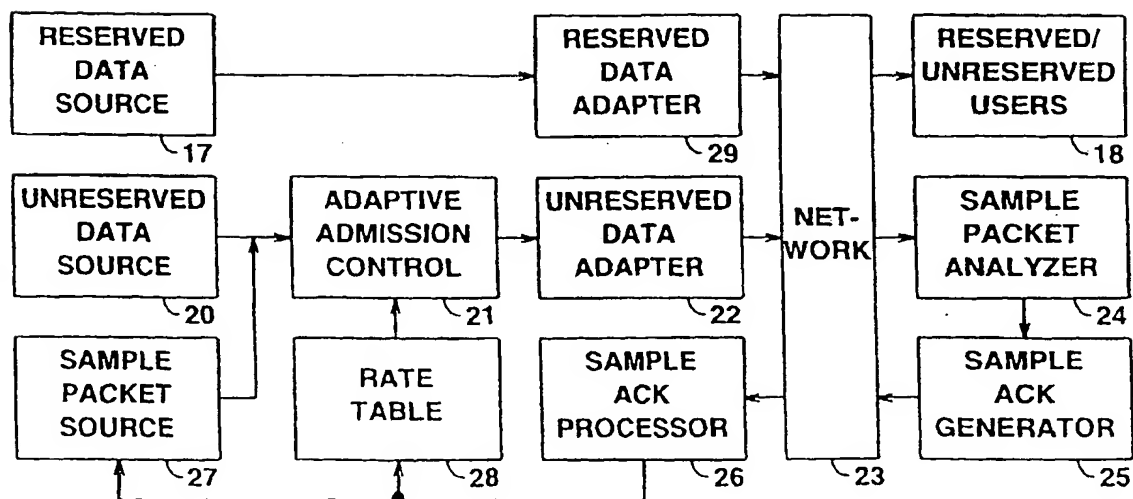 RESERVED
DATA
SOURCE
17
RESERVED
DATA
ADAPTER
29
RESERVED/
UNRESERVED
USERS
18
UNRESERVED
DATA
SOURCE
20
ADAPTIVE
ADMISSION
CONTROL
21
UNRESERVED
DATA
ADAPTER
22
NET-
WORK
23
SAMPLE
PACKET
ANALYZER
24
SAMPLE
PACKET
SOURCE
27
RATE
TABLE
28
SAMPLE
ACK
PROCESSOR
26
SAMPLE
ACK
GENERATOR
25